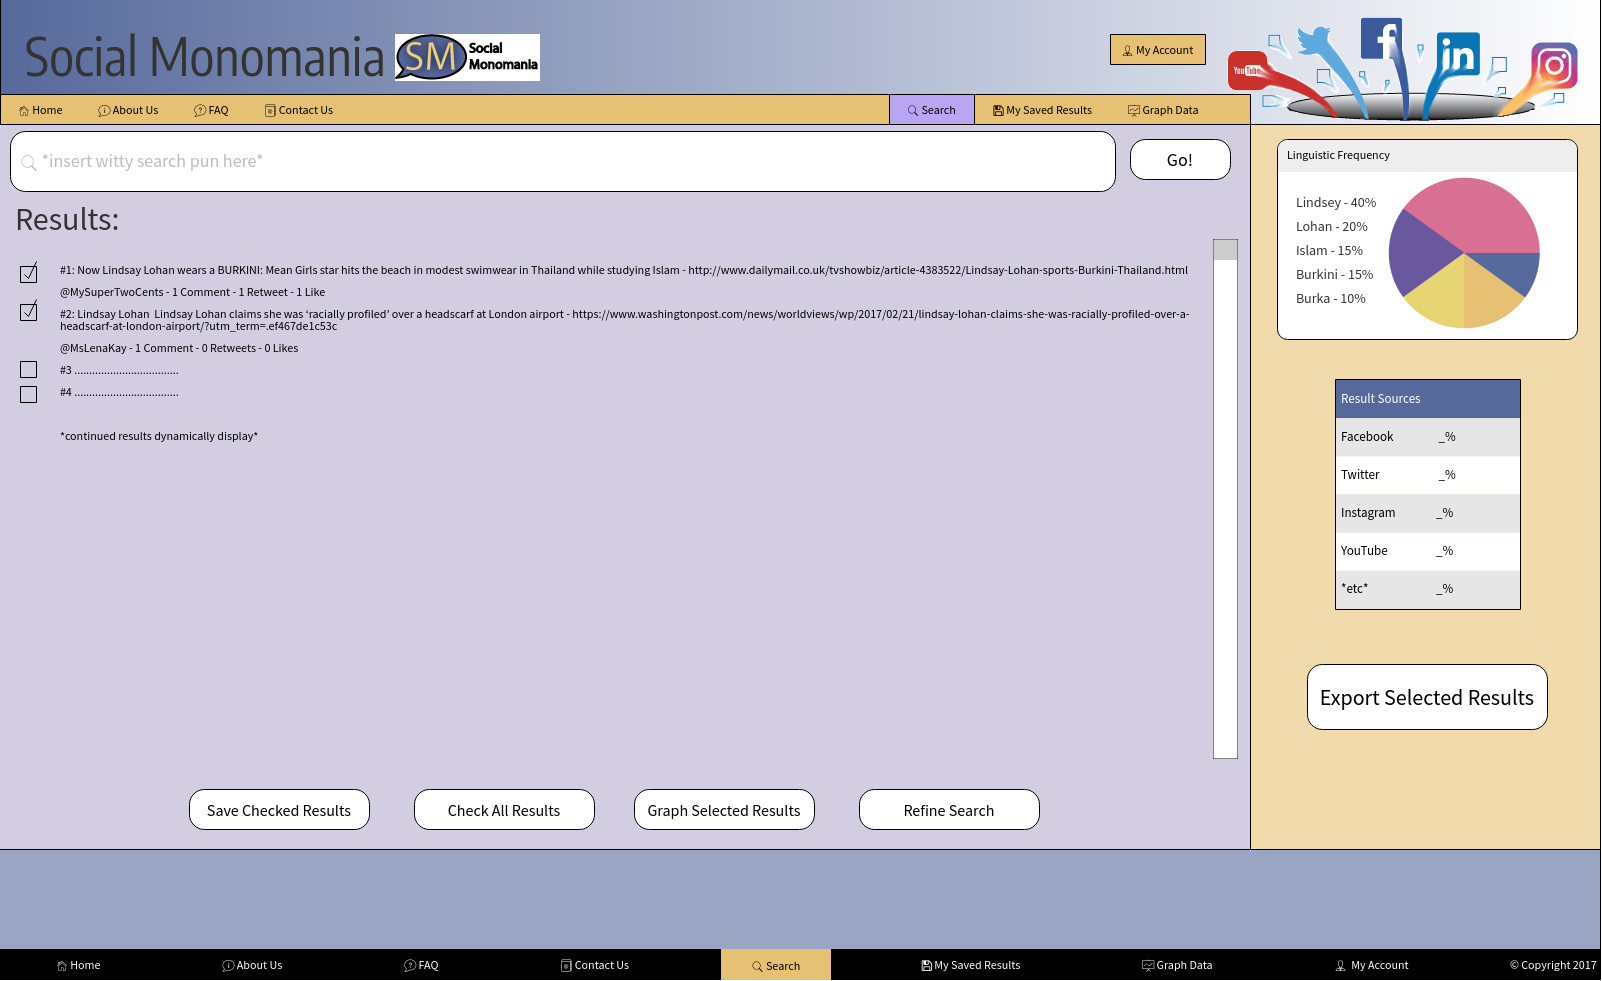 Social Monomania
SM Social
Monomania
My Account
YouTube
f
in
Home About Us FAQ Contact Us Search My Saved Results Graph Data
*insert witty search pun here*
Go!
Results:
#1: Now Lindsay Lohan wears a BURKINI: Mean Girls star hits the beach in modest swimwear in Thailand while studying Islam - http://www.dailymail.co.uk/tvshowbiz/article-4383522/Lindsay-Lohan-sports-Burkini-Thailand.html
@MySuperTwoCents - 1 Comment - 1 Retweet - 1 Like
#2: Lindsay Lohan  Lindsay Lohan claims she was ‘racially profiled’ over a headscarf at London airport - https://www.washingtonpost.com/news/worldviews/wp/2017/02/21/lindsay-lohan-claims-she-was-racially-profiled-over-a-
headscarf-at-london-airport/?utm_term=.ef467de1c53c
@MsLenaKay - 1 Comment - 0 Retweets - 0 Likes
#3 ...................................
#4 ...................................
*continued results dynamically display*
Save Checked Results
Check All Results
Graph Selected Results
Refine Search
Linguistic Frequency
Lindsey - 40%
Lohan - 20%
Islam - 15%
Burkini - 15%
Burka - 10%
Result Sources
Facebook _%
Twitter _%
Instagram _%
YouTube _%
*etc* _%
Export Selected Results
Home About Us FAQ Contact Us Search My Saved Results Graph Data My Account © Copyright 2017